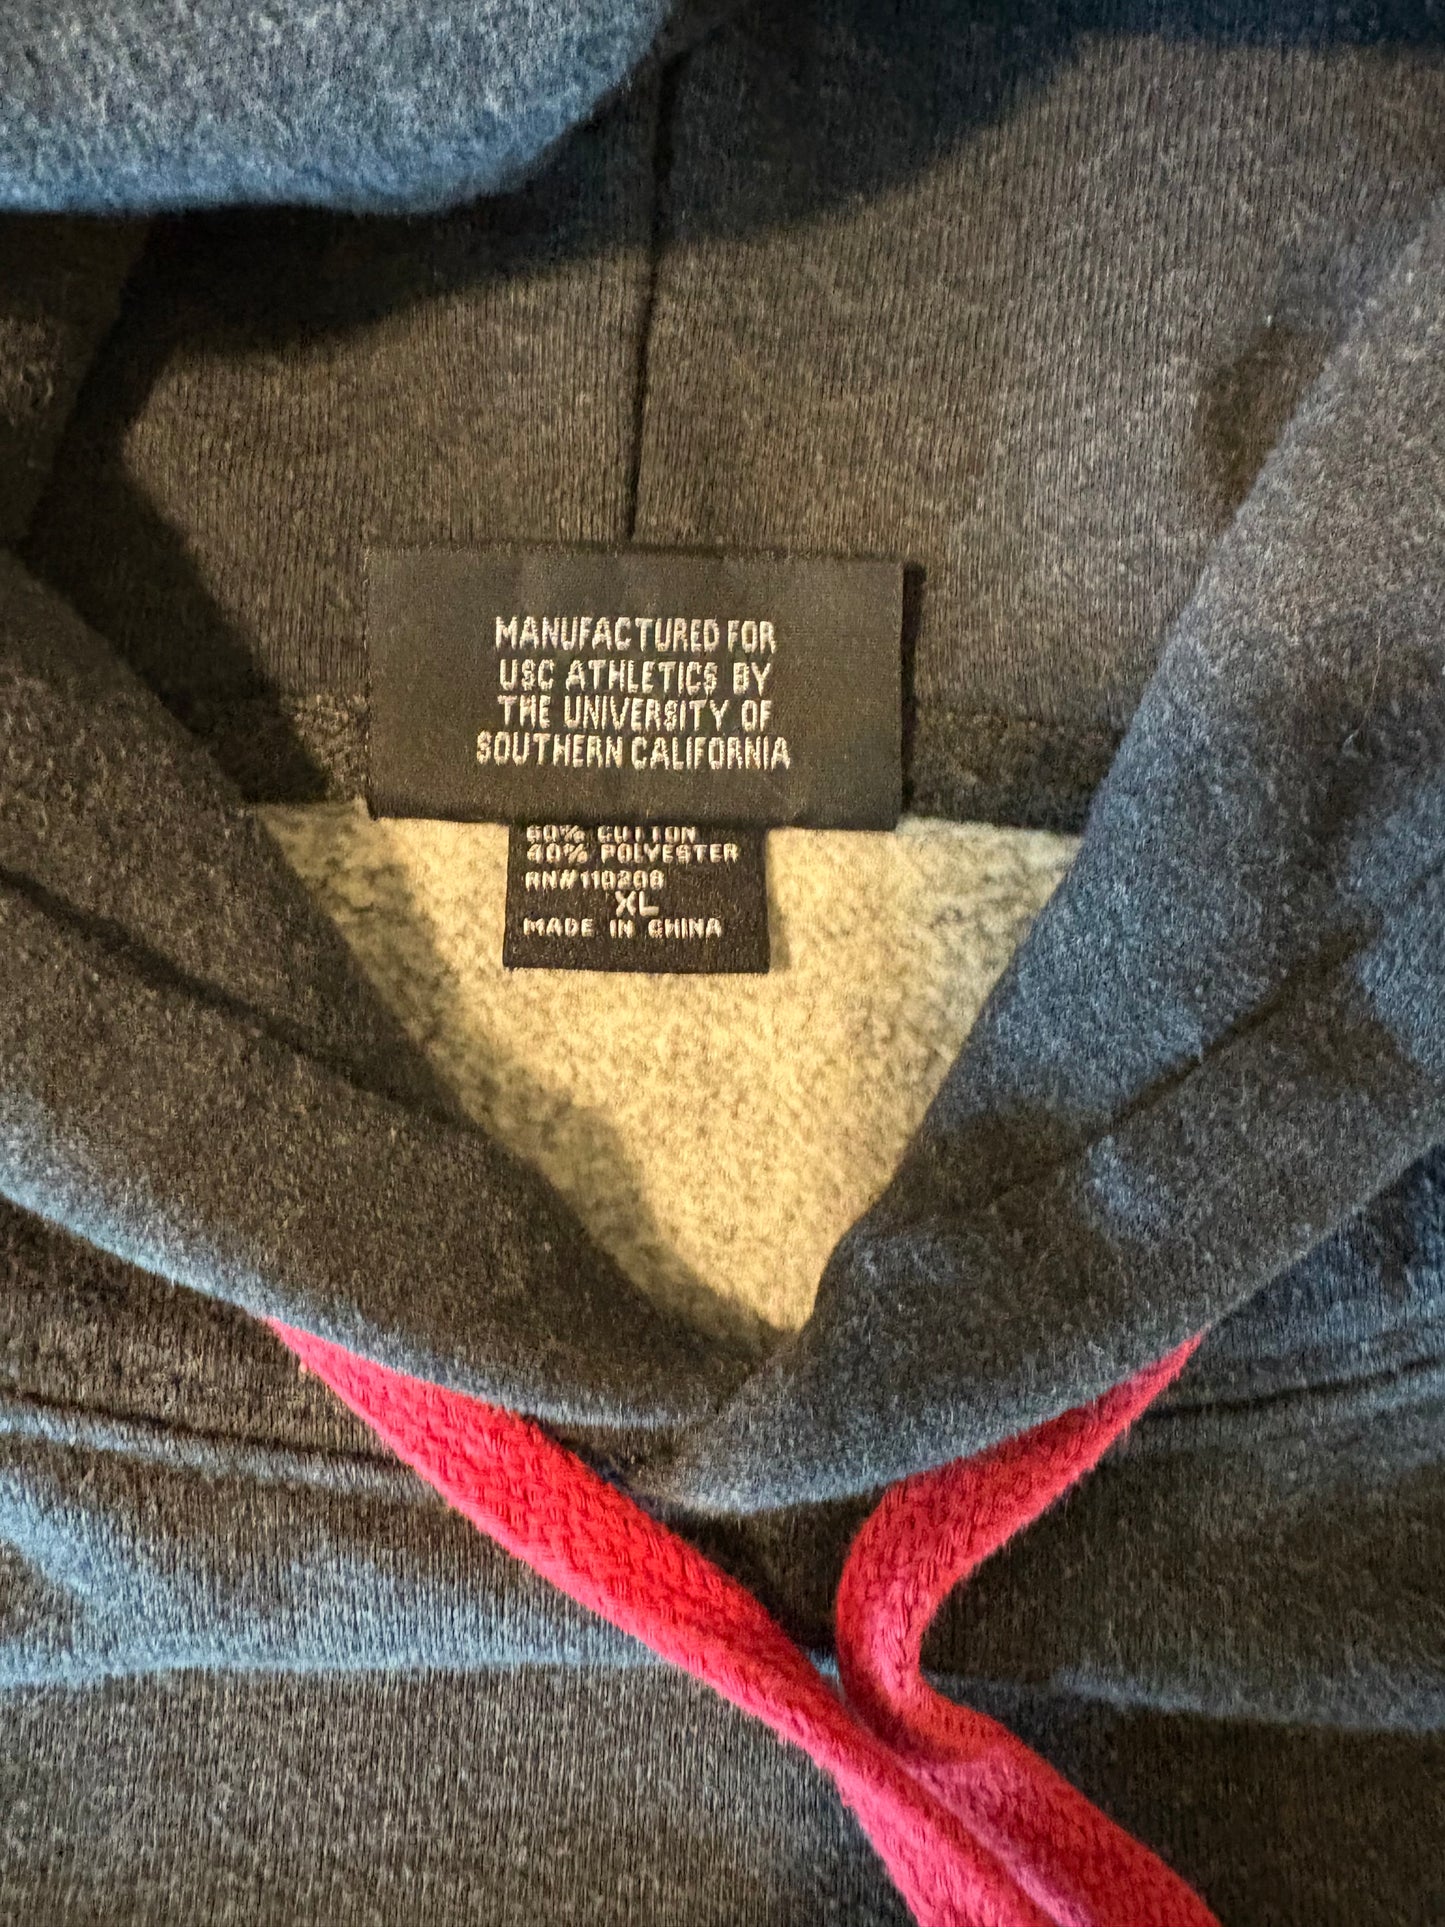 MANUFACTURED FOR
USC ATHLETICS BY
THE UNIVERSITY OF
SOUTHERN CALIFORNIA
60% COTTON
40% POLYESTER
RN#110208
XL
MADE IN CHINA